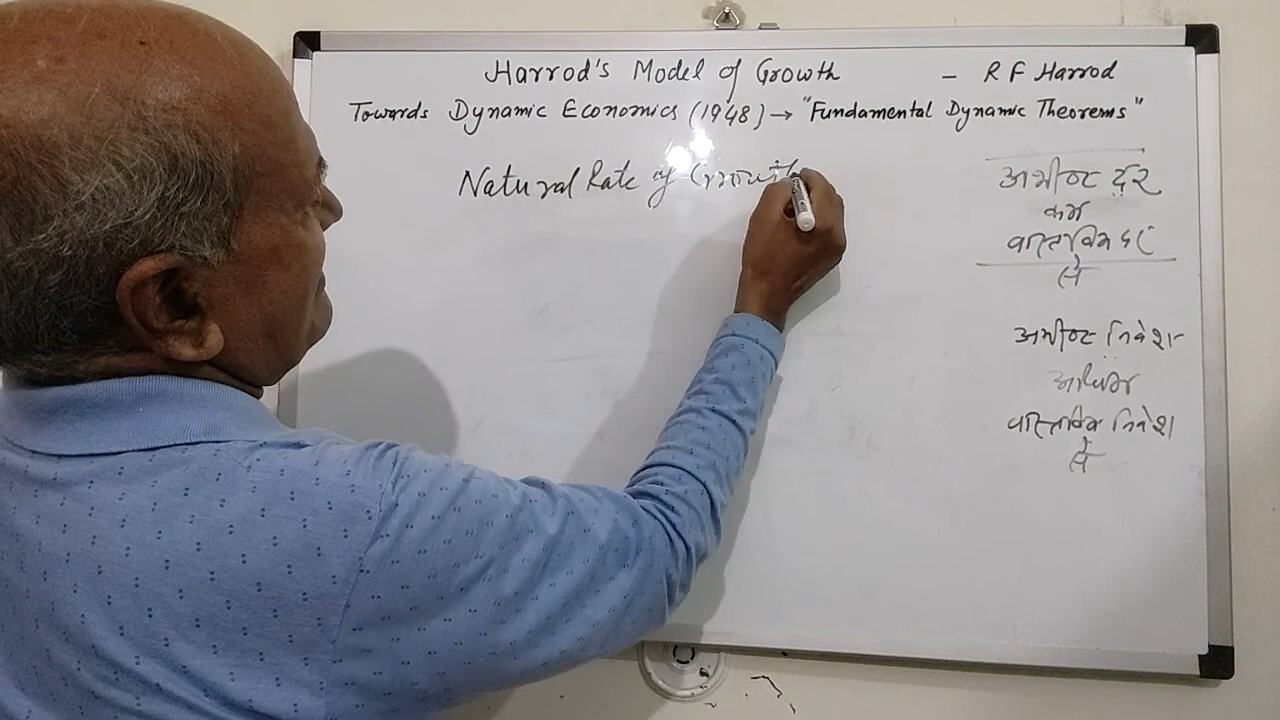 Harrod's Model of Growth - R F Harrod
Towards Dynamic Economics (1948) → "Fundamental Dynamic Theorems"
Natural Rate of Growth
अभीष्ट दर
कम
वास्तविक दर
से
अभीष्ट निवेश
अधिक
वास्तविक निवेश
से